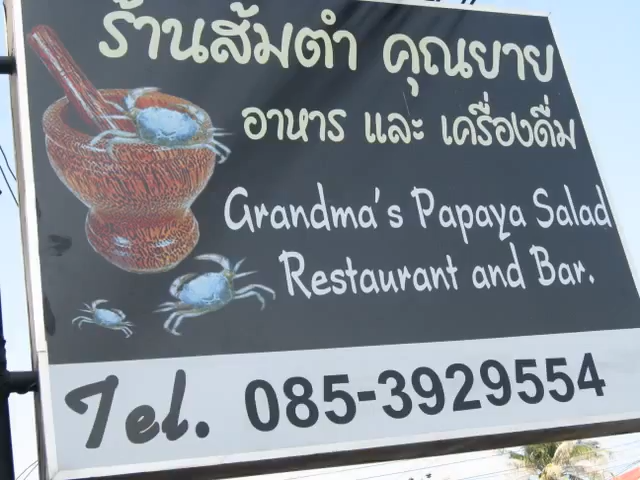 ร้านส้มตำ คุณยาย
อาหาร และ เครื่องดื่ม
Grandma's Papaya Salad
Restaurant and Bar.
Tel. 085-3929554